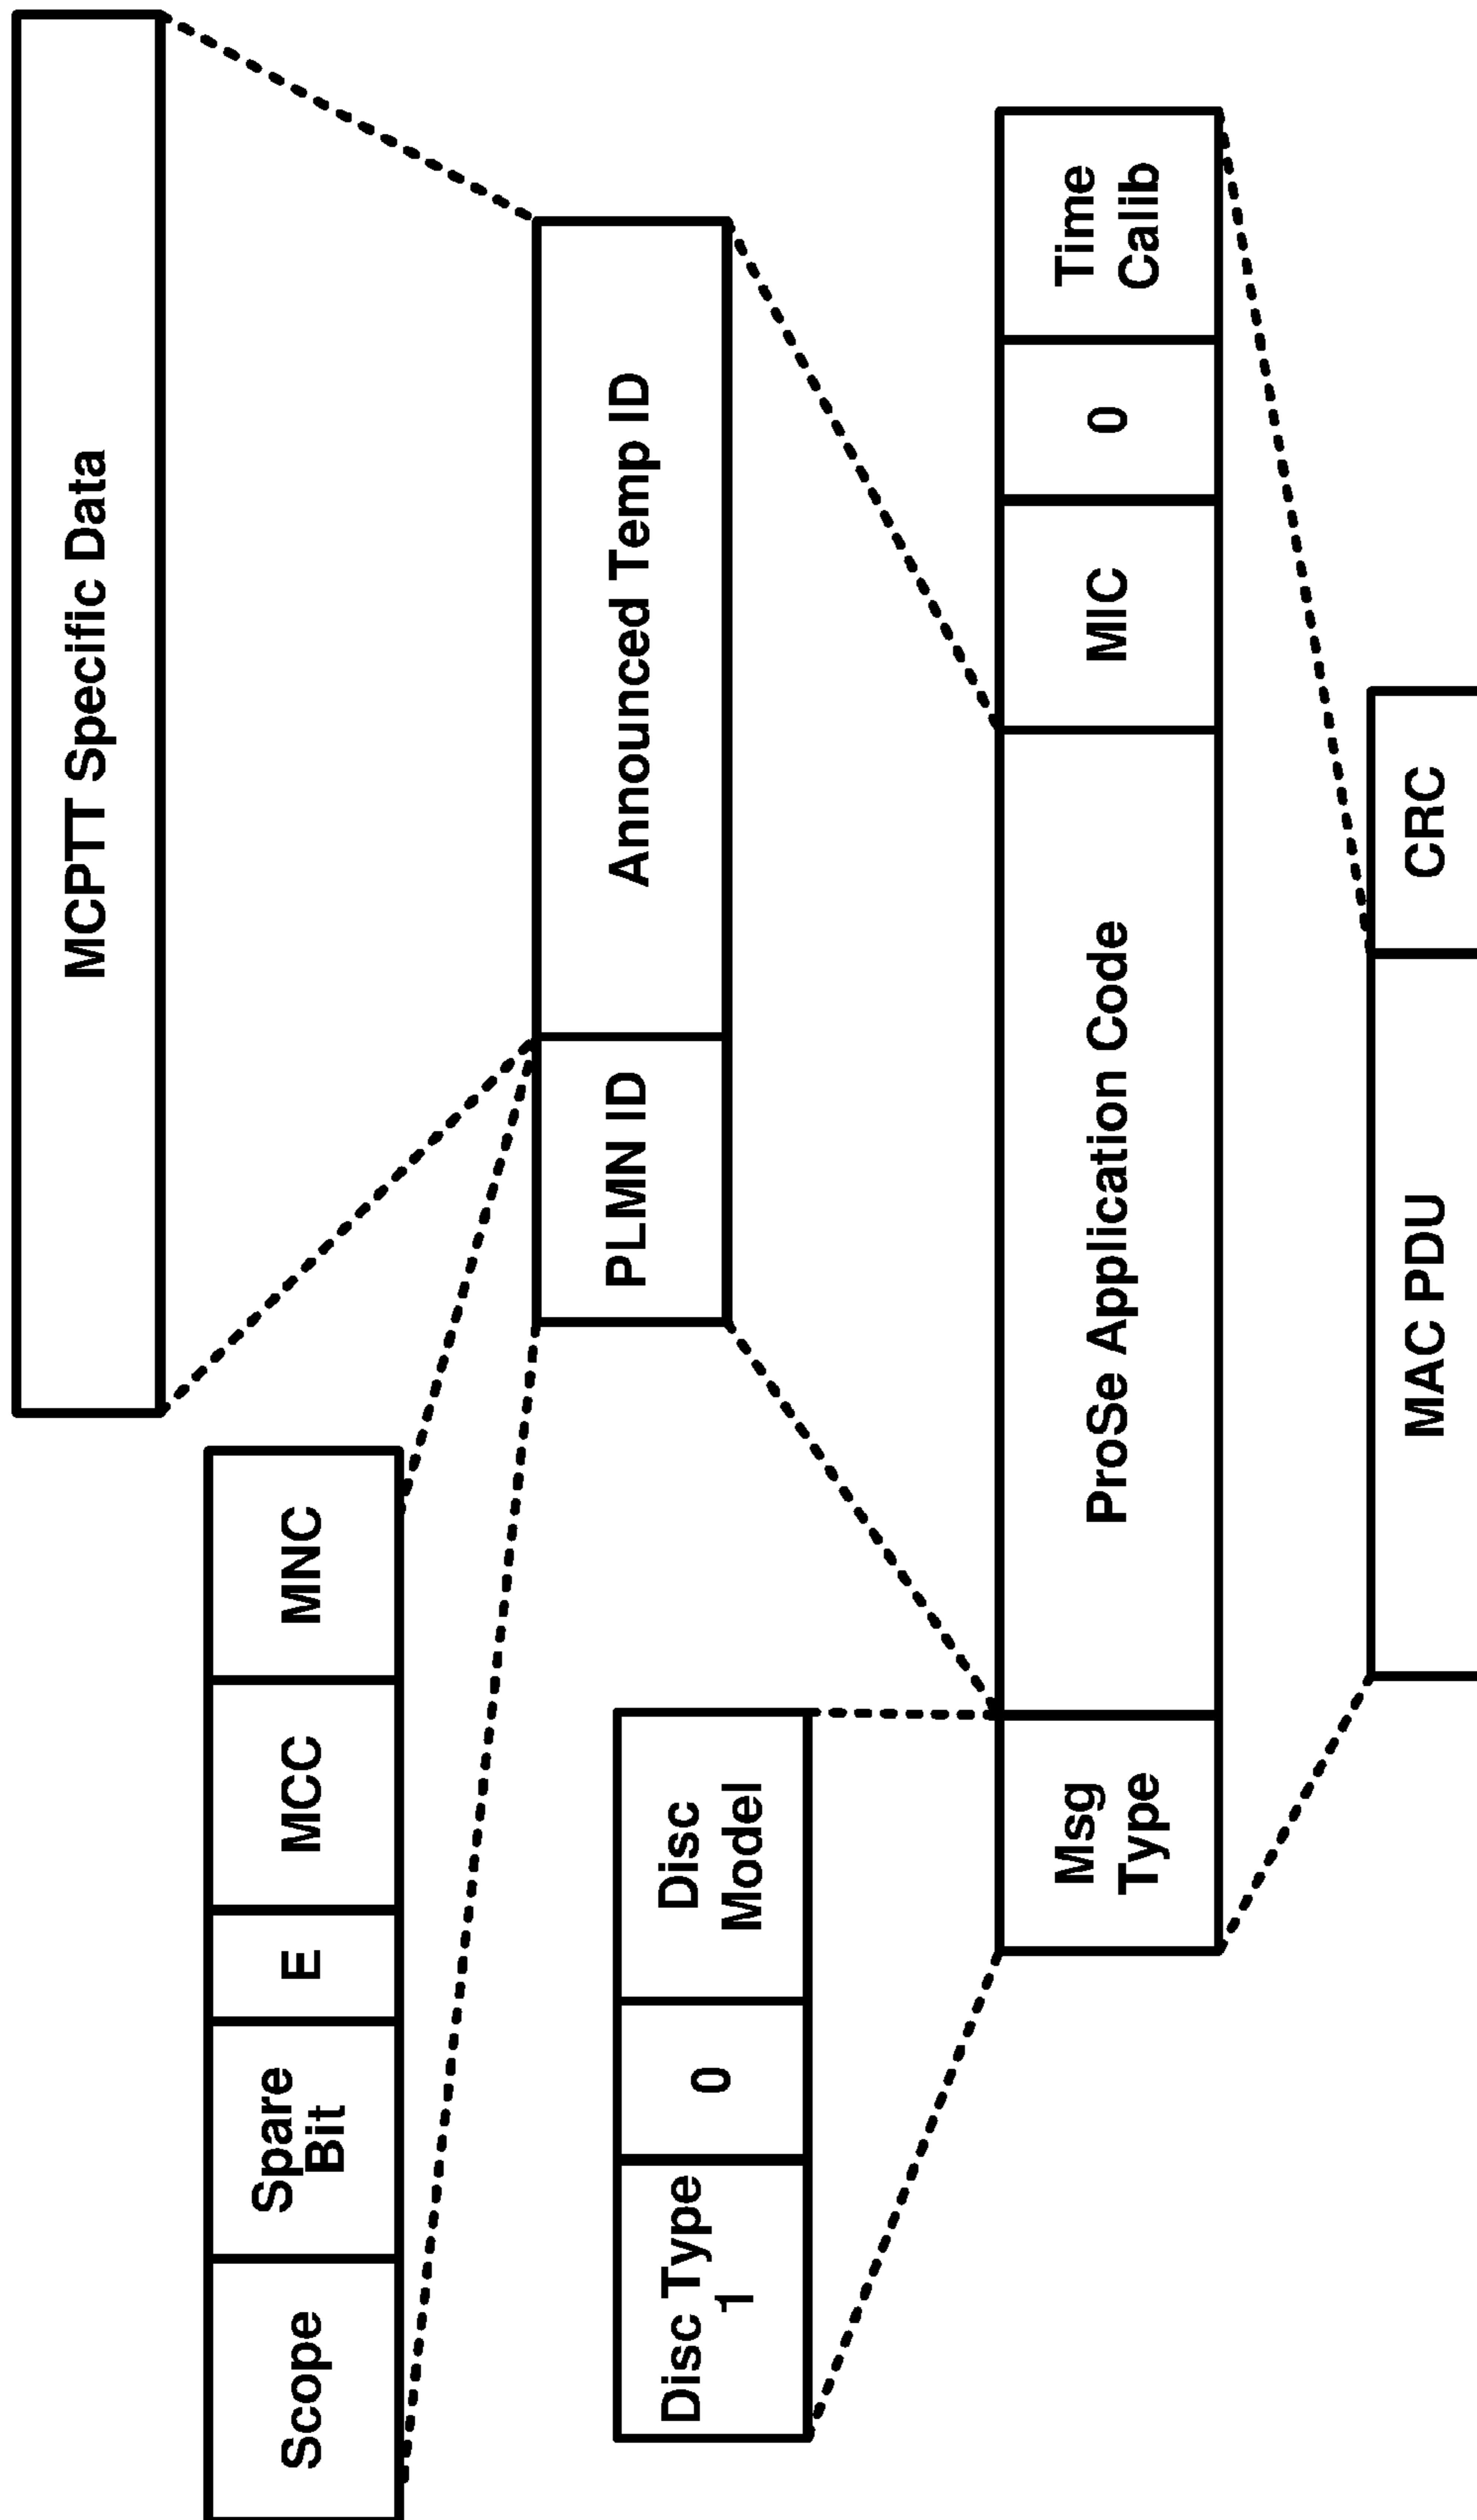 MCPTT Specific Data
Scope
Spare
Bit
E
MCC
MNC
PLMN ID
Announced Temp ID
Disc Type
1
0
Disc
Model
Msg
Type
ProSe Application Code
MIC
0
Time
Calib
MAC PDU
CRC